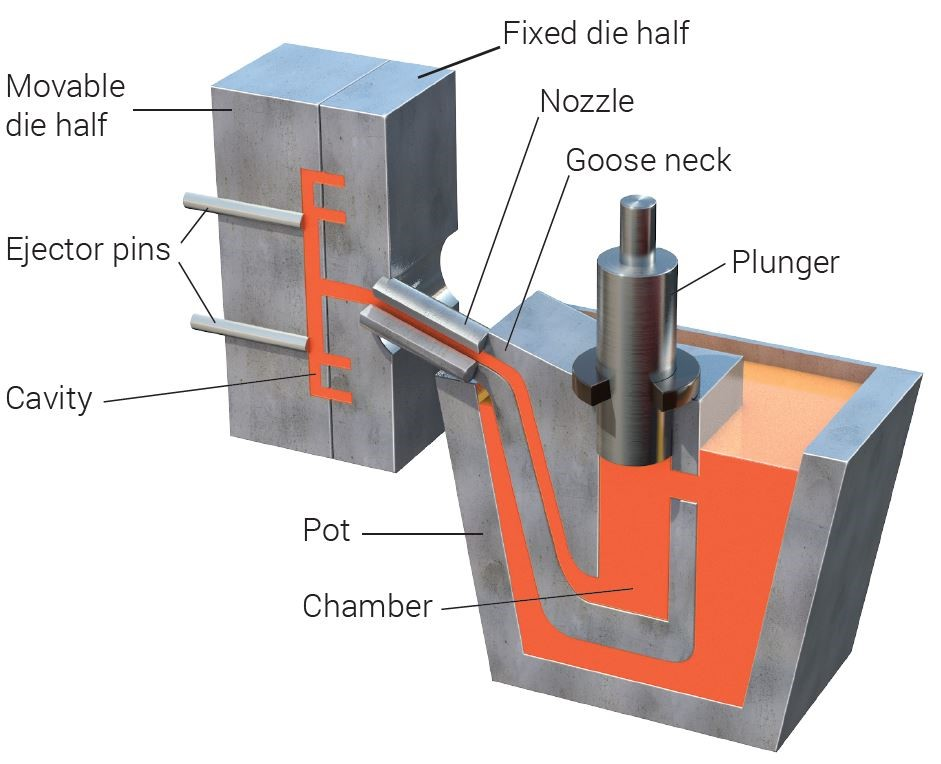 Fixed die half
Movable
die half
Nozzle
Goose neck
Ejector pins
Plunger
Cavity
Pot
Chamber